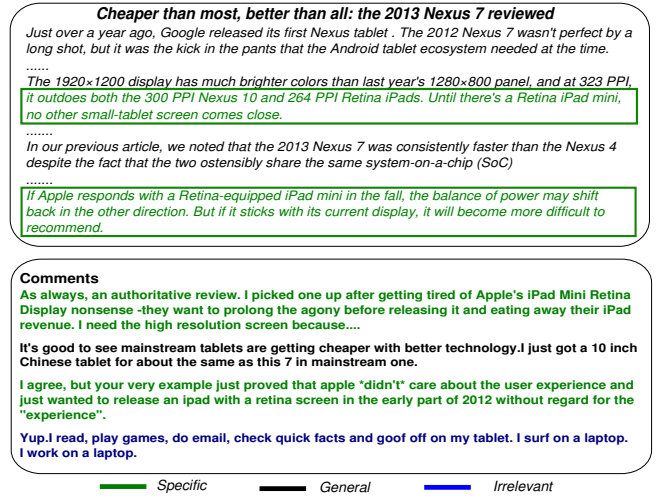 Cheaper than most, better than all: the 2013 Nexus 7 reviewed
Just over a year ago, Google released its first Nexus tablet . The 2012 Nexus 7 wasn't perfect by a
long shot, but it was the kick in the pants that the Android tablet ecosystem needed at the time.
......
The 1920×1200 display has much brighter colors than last year's 1280×800 panel, and at 323 PPI,
it outdoes both the 300 PPI Nexus 10 and 264 PPI Retina iPads. Until there's a Retina iPad mini,
no other small-tablet screen comes close.
.......
In our previous article, we noted that the 2013 Nexus 7 was consistently faster than the Nexus 4
despite the fact that the two ostensibly share the same system-on-a-chip (SoC)
.......
If Apple responds with a Retina-equipped iPad mini in the fall, the balance of power may shift
back in the other direction. But if it sticks with its current display, it will become more difficult to
recommend.
Comments
As always, an authoritative review. I picked one up after getting tired of Apple's iPad Mini Retina
Display nonsense -they want to prolong the agony before releasing it and eating away their iPad
revenue. I need the high resolution screen because....
It's good to see mainstream tablets are getting cheaper with better technology.I just got a 10 inch
Chinese tablet for about the same as this 7 in mainstream one.
I agree, but your very example just proved that apple *didn't* care about the user experience and
just wanted to release an ipad with a retina screen in the early part of 2012 without regard for the
"experience".
Yup.I read, play games, do email, check quick facts and goof off on my tablet. I surf on a laptop.
I work on a laptop.
Specific General Irrelevant